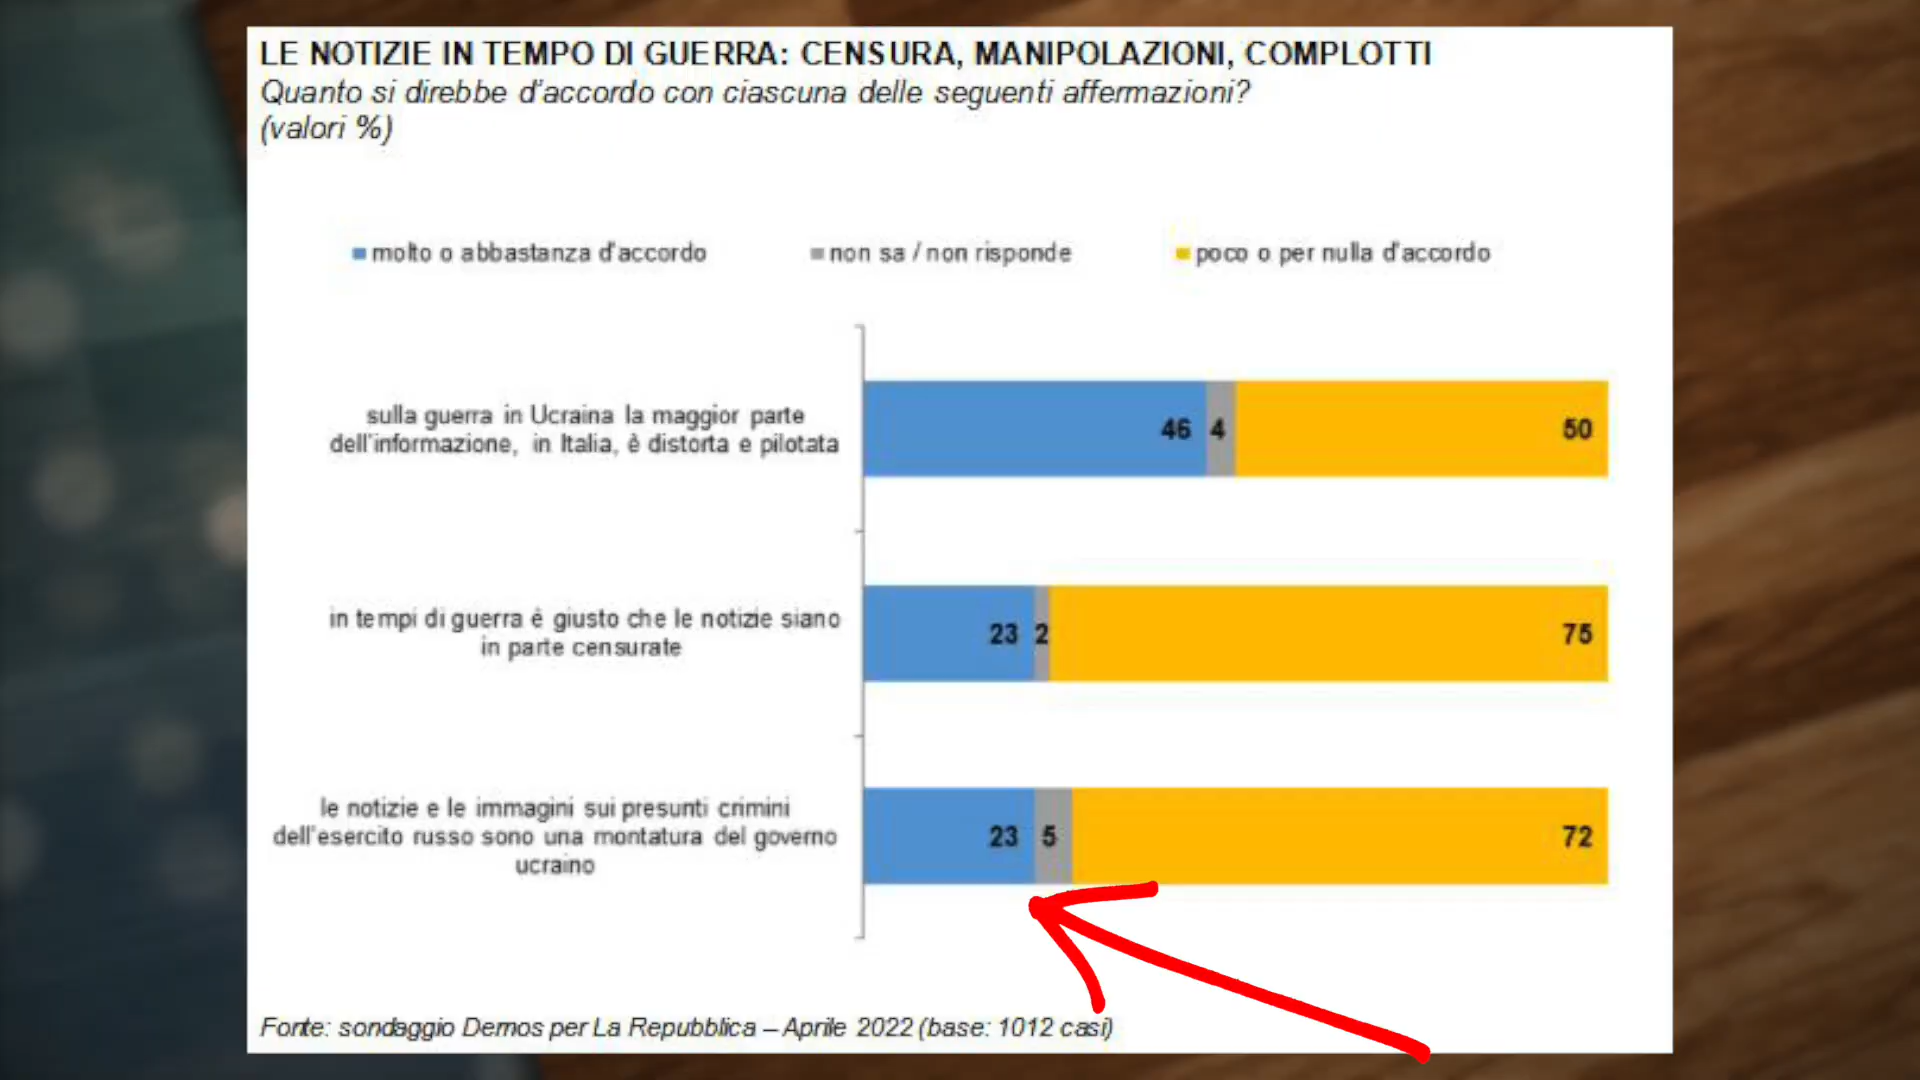 LE NOTIZIE IN TEMPO DI GUERRA: CENSURA, MANIPOLAZIONI, COMPLOTTI
Quanto si direbbe d'accordo con ciascuna delle seguenti affermazioni?
(valori %)
molto o abbastanza d'accordo
non sa / non risponde
poco o per nulla d'accordo
sulla guerra in Ucraina la maggior parte
dell'informazione, in Italia, è distorta e pilotata
46 4 50
in tempi di guerra è giusto che le notizie siano
in parte censurate
23 2 75
le notizie e le immagini sui presunti crimini
dell'esercito russo sono una montatura del governo
ucraino
23 5 72
Fonte: sondaggio Demos per La Repubblica – Aprile 2022 (base: 1012 casi)